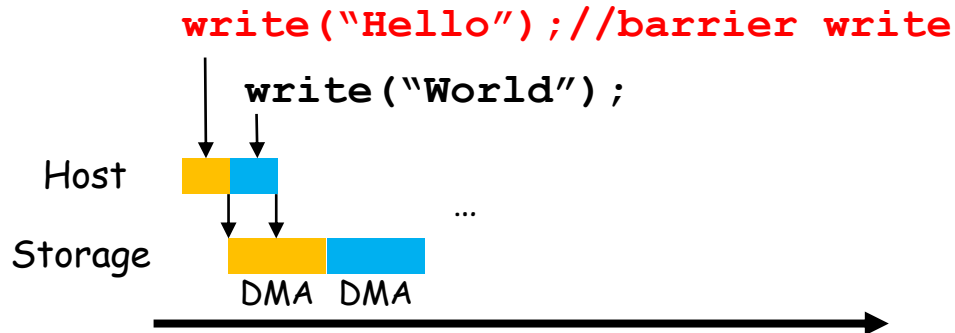 write(“Hello”);//barrier write
write(“World”);
Host
…
Storage
DMA DMA